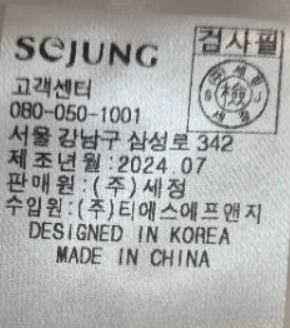 SEJUNG
검사필
고객센터
080-050-1001
서울 강남구 삼성로 342
제조년월:2024.07
판매원:(주)세정
수입원:(주)티에스에프앤지
DESIGNED IN KOREA
MADE IN CHINA